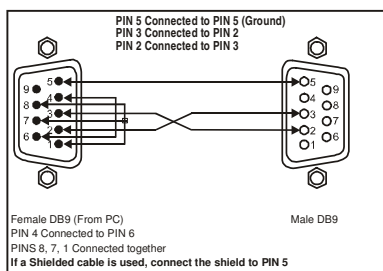 PIN 5 Connected to PIN 5 (Ground)
PIN 3 Connected to PIN 2
PIN 2 Connected to PIN 3
5
9
4
8
3
7
2
6
1
5
9
4
8
3
7
2
6
1
Female DB9 (From PC)
Male DB9
PIN 4 Connected to PIN 6
PINS 8, 7, 1 Connected together
If a Shielded cable is used, connect the shield to PIN 5